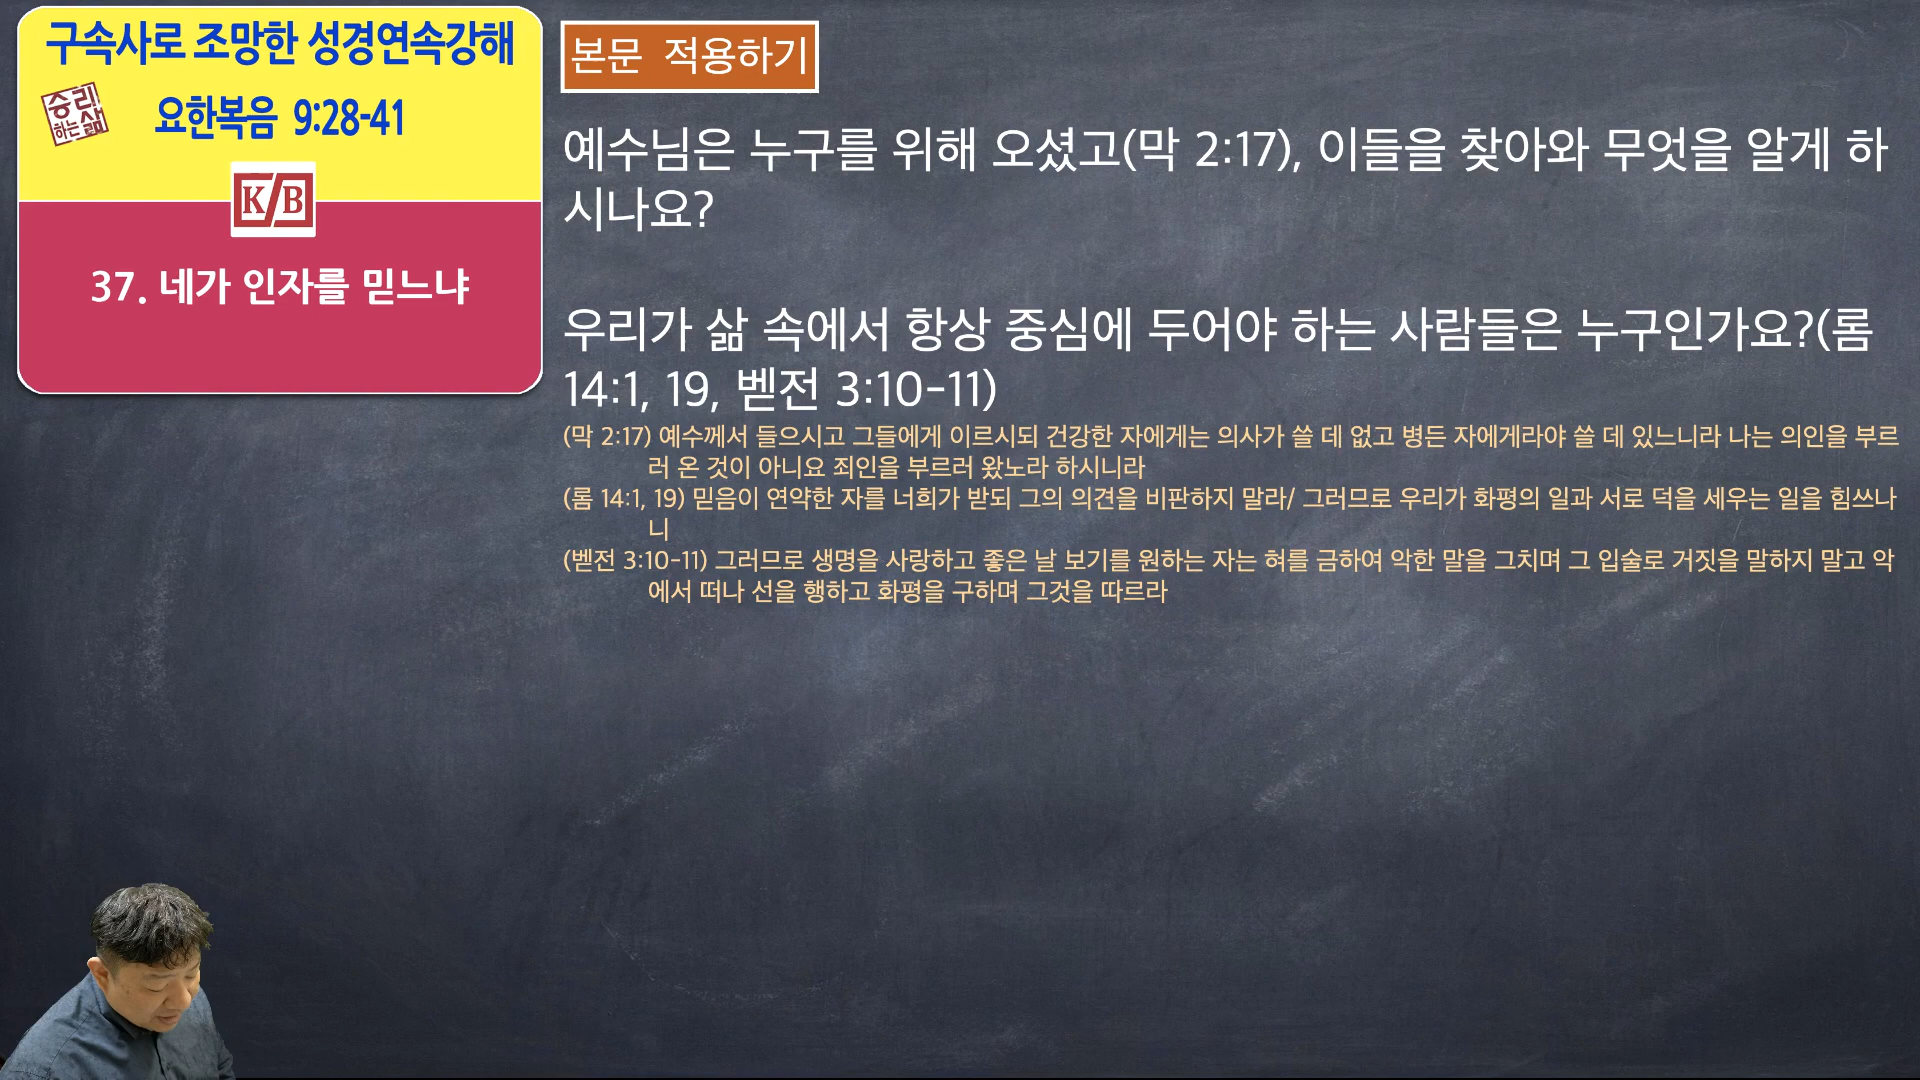 구속사로 조망한 성경연속강해
승리
하는 삶
요한복음 9:28-41
K/B
37. 네가 인자를 믿느냐
본문 적용하기
예수님은 누구를 위해 오셨고(막 2:17), 이들을 찾아와 무엇을 알게 하
시나요?
우리가 삶 속에서 항상 중심에 두어야 하는 사람들은 누구인가요?(롬
14:1, 19, 벧전 3:10-11)
(막 2:17) 예수께서 들으시고 그들에게 이르시되 건강한 자에게는 의사가 쓸 데 없고 병든 자에게라야 쓸 데 있느니라 나는 의인을 부르
러 온 것이 아니요 죄인을 부르러 왔노라 하시니라
(롬 14:1, 19) 믿음이 연약한 자를 너희가 받되 그의 의견을 비판하지 말라/ 그러므로 우리가 화평의 일과 서로 덕을 세우는 일을 힘쓰나
니
(벧전 3:10-11) 그러므로 생명을 사랑하고 좋은 날 보기를 원하는 자는 혀를 금하여 악한 말을 그치며 그 입술로 거짓을 말하지 말고 악
에서 떠나 선을 행하고 화평을 구하며 그것을 따르라